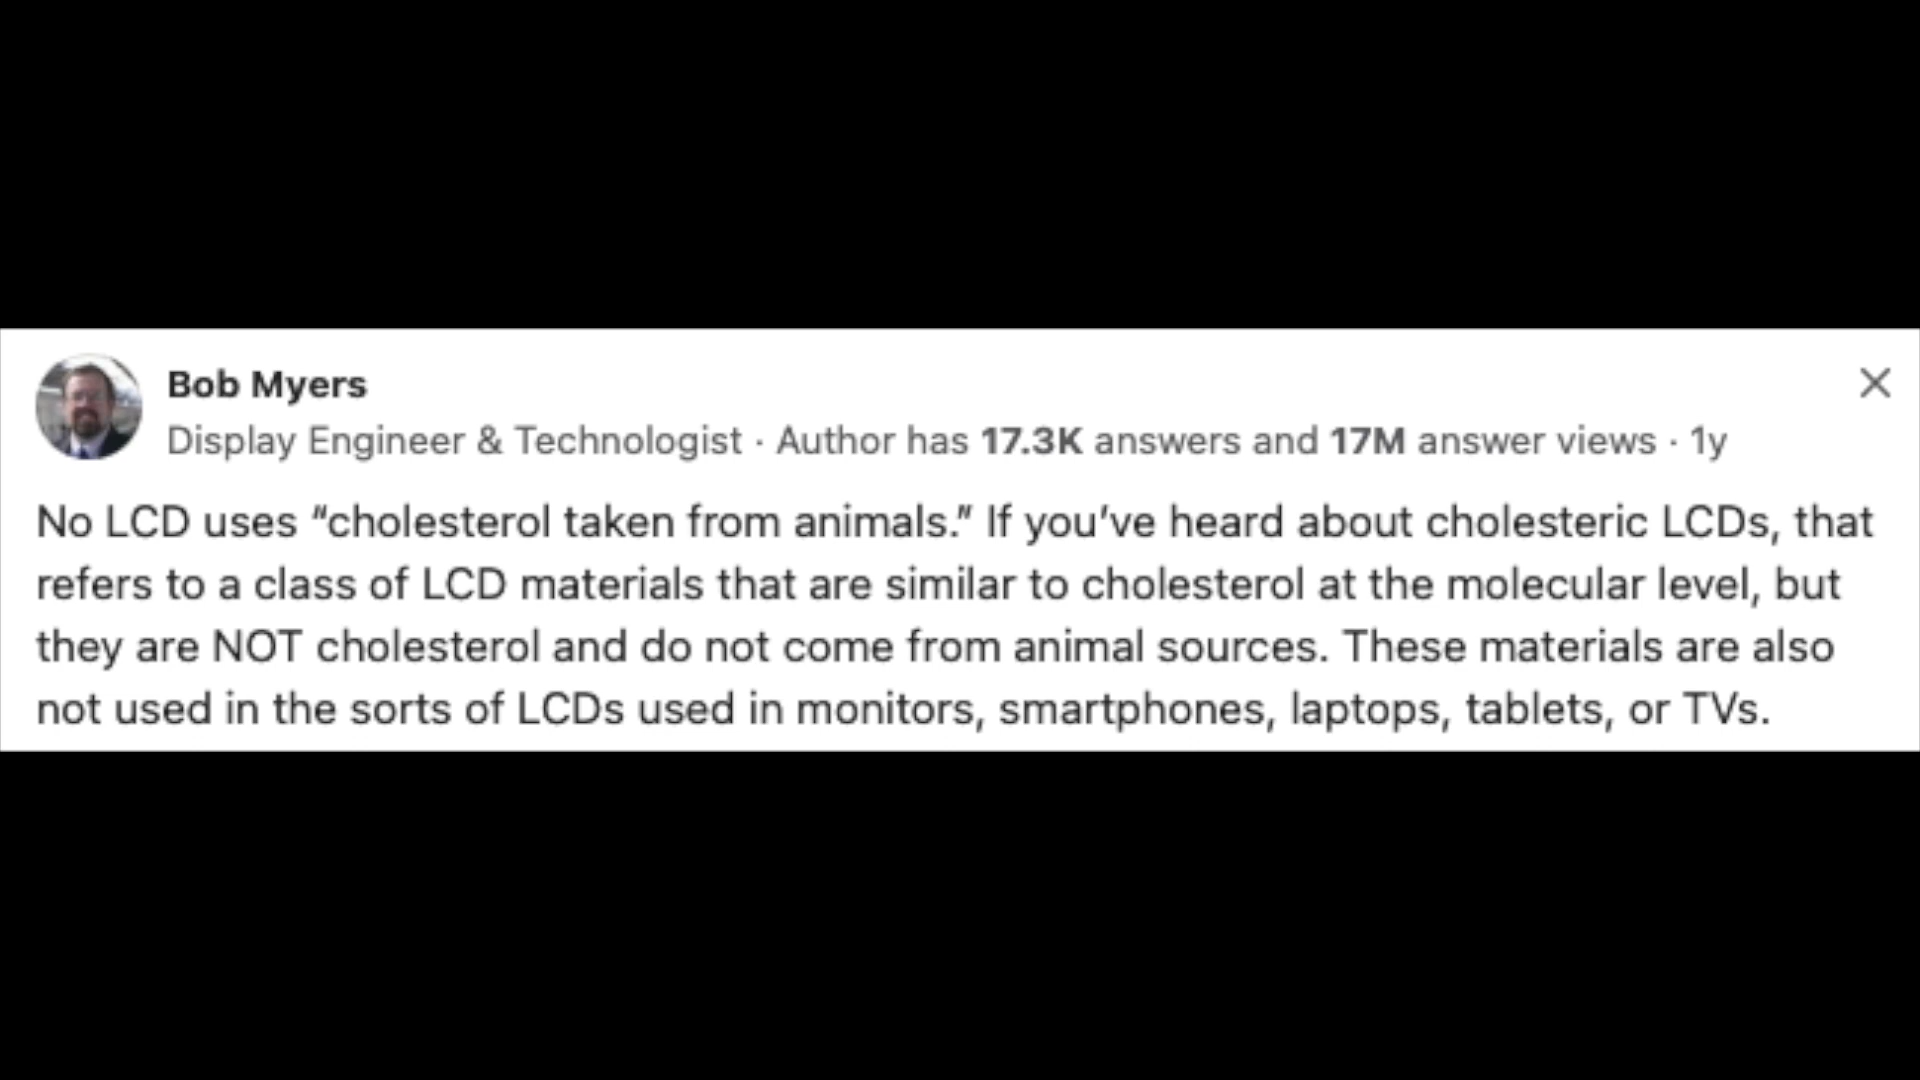 Bob Myers
Display Engineer & Technologist · Author has 17.3K answers and 17M answer views · 1y
No LCD uses “cholesterol taken from animals.” If you’ve heard about cholesteric LCDs, that
refers to a class of LCD materials that are similar to cholesterol at the molecular level, but
they are NOT cholesterol and do not come from animal sources. These materials are also
not used in the sorts of LCDs used in monitors, smartphones, laptops, tablets, or TVs.